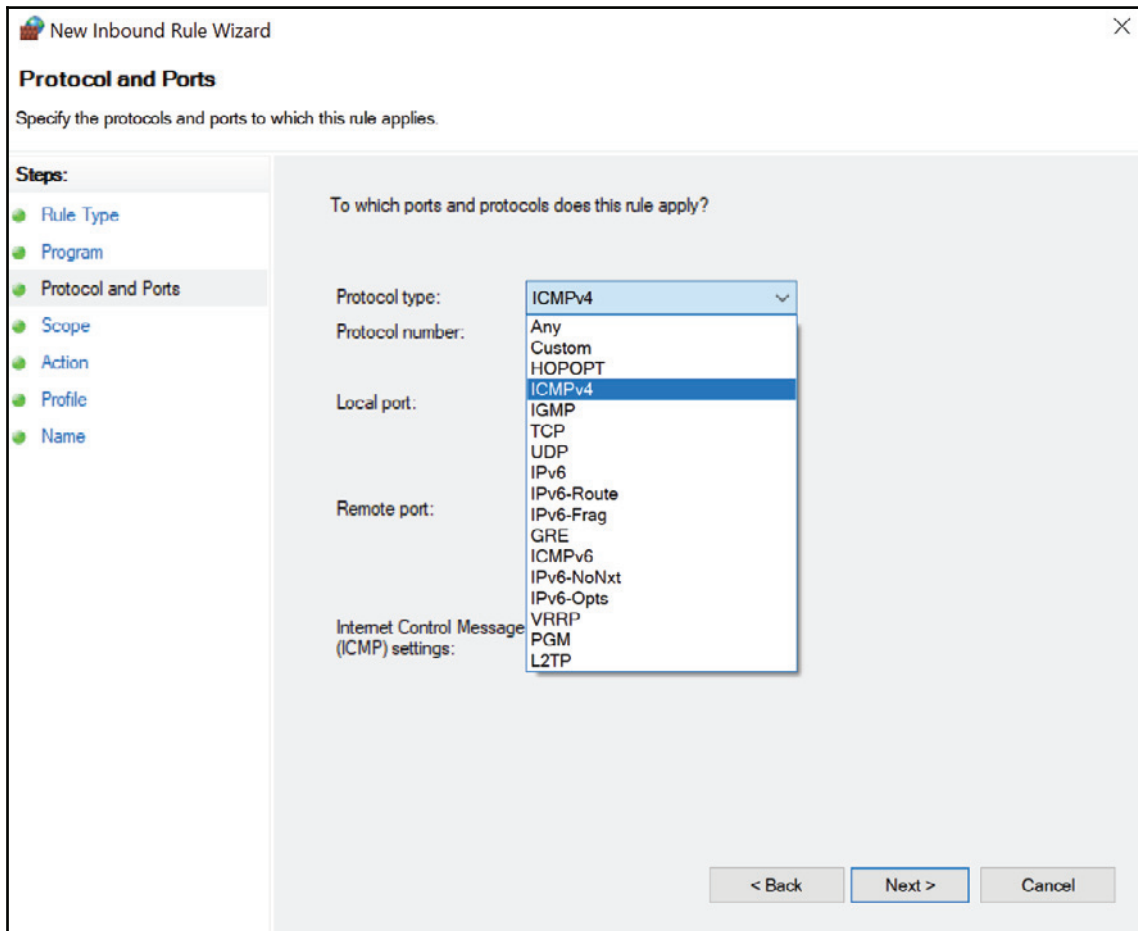 New Inbound Rule Wizard
Protocol and Ports
Specify the protocols and ports to which this rule applies.
Steps:
Rule Type
Program
Protocol and Ports
Scope
Action
Profile
Name
To which ports and protocols does this rule apply?
Protocol type:
ICMPv4
Protocol number:
Local port:
Remote port:
Internet Control Message
(ICMP) settings:
Any
Custom
HOPOPT
ICMPv4
IGMP
TCP
UDP
IPv6
IPv6-Route
IPv6-Frag
GRE
ICMPv6
IPv6-NoNxt
IPv6-Opts
VRRP
PGM
L2TP
< Back
Next >
Cancel